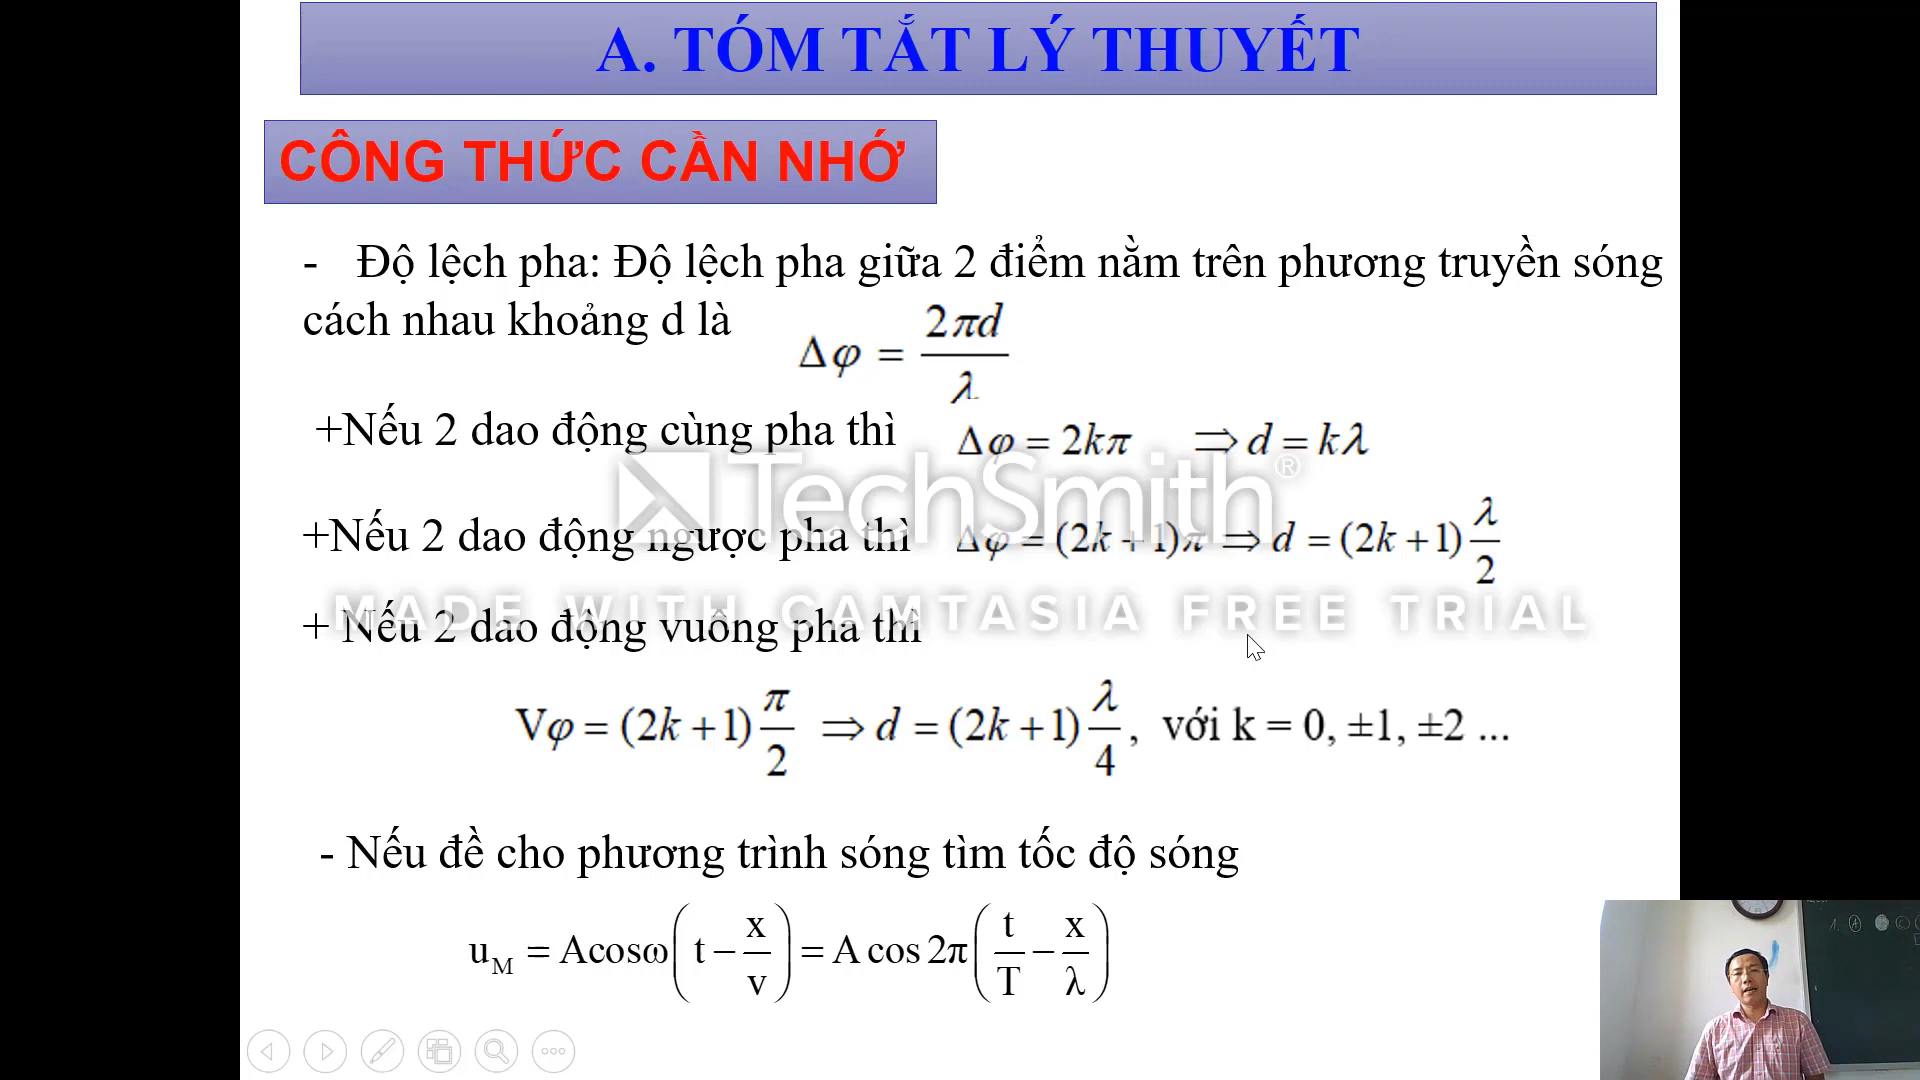 A. TÓM TẮT LÝ THUYẾT
CÔNG THỨC CẦN NHỚ
- Độ lệch pha: Độ lệch pha giữa 2 điểm nằm trên phương truyền sóng
cách nhau khoảng d là Δφ = 2πd/λ
+Nếu 2 dao động cùng pha thì Δφ = 2kπ ⇒ d = kλ
TechSmith®
+Nếu 2 dao động ngược pha thì Δφ = (2k + 1)π ⇒ d = (2k + 1) λ/2
MADE WITH CAMTASIA FREE TRIAL
+ Nếu 2 dao động vuông pha thì
Vφ = (2k + 1) π/2 ⇒ d = (2k + 1) λ/4, với k = 0, ±1, ±2 ...
- Nếu đề cho phương trình sóng tìm tốc độ sóng
u_M = Acosω(t − x/v) = A cos 2π(t/T − x/λ)